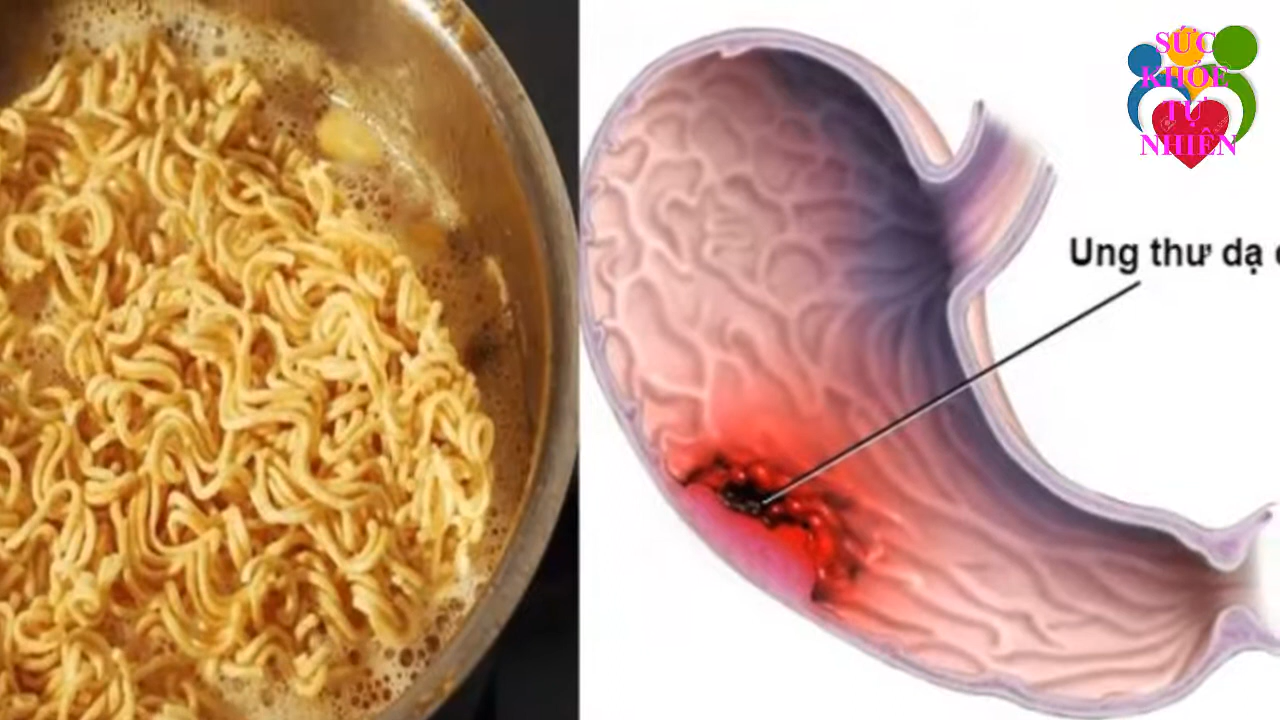 SỨC
KHỎE
TỰ
NHIÊN
Ung thư dạ